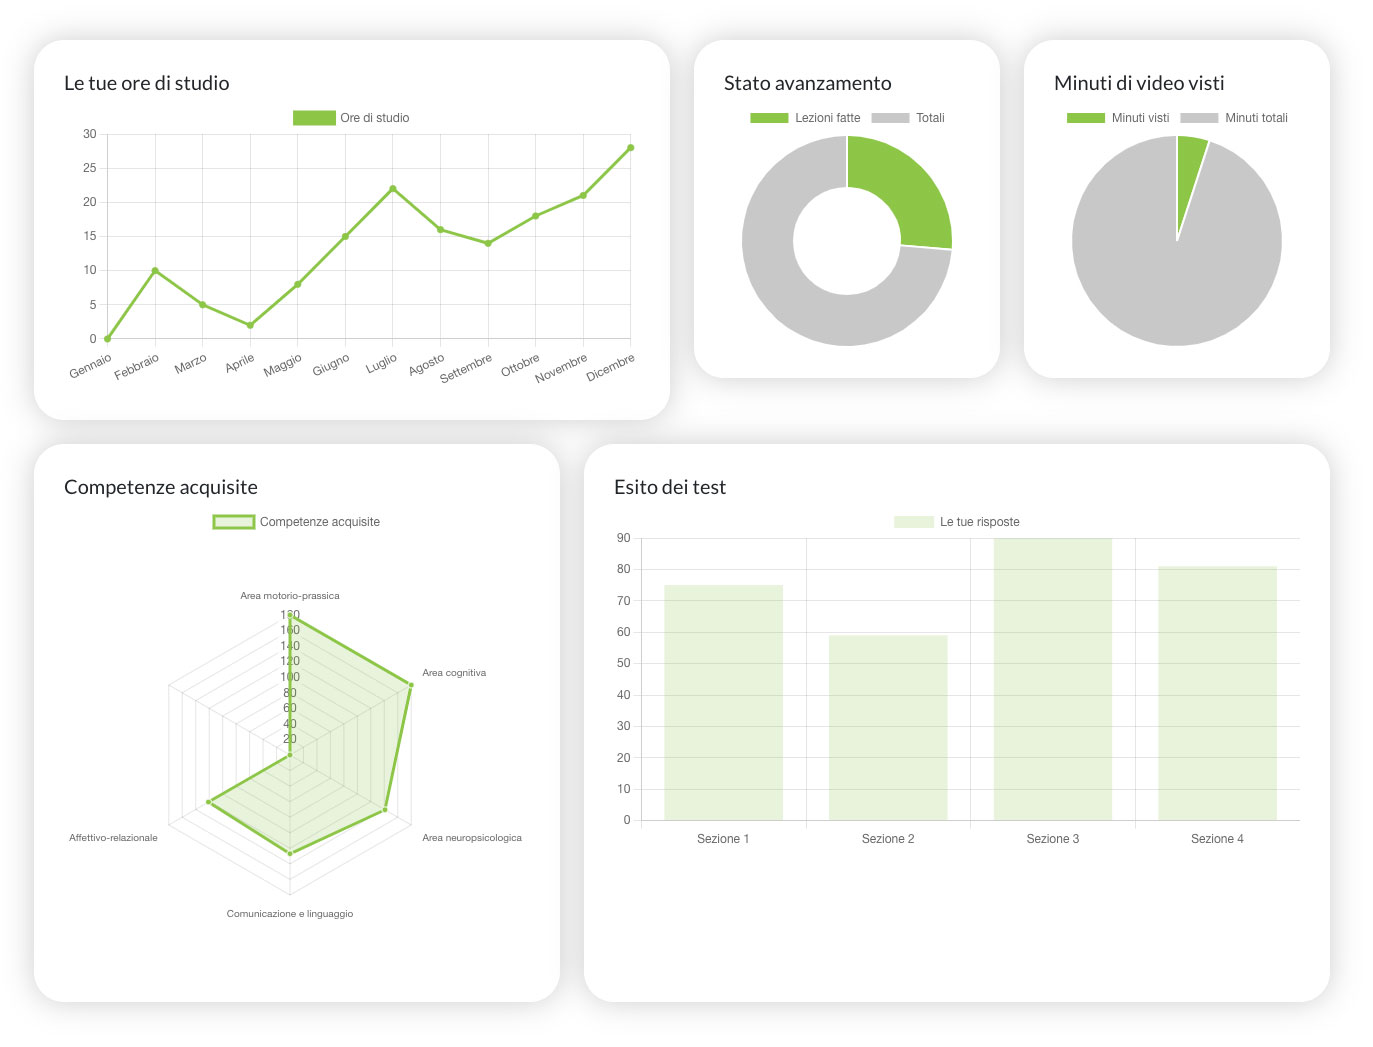 Le tue ore di studio
Ore di studio
30
25
20
15
10
5
0
Gennaio
Febbraio
Marzo
Aprile
Maggio
Giugno
Luglio
Agosto
Settembre
Ottobre
Novembre
Dicembre
Stato avanzamento
Lezioni fatte
Totali
Minuti di video visti
Minuti visti
Minuti totali
Competenze acquisite
Competenze acquisite
Area motorio-prassica
180
160
140
120
100
80
60
40
20
Area cognitiva
Area neuropsicologica
Comunicazione e linguaggio
Affettivo-relazionale
Esito dei test
Le tue risposte
90
80
70
60
50
40
30
20
10
0
Sezione 1
Sezione 2
Sezione 3
Sezione 4